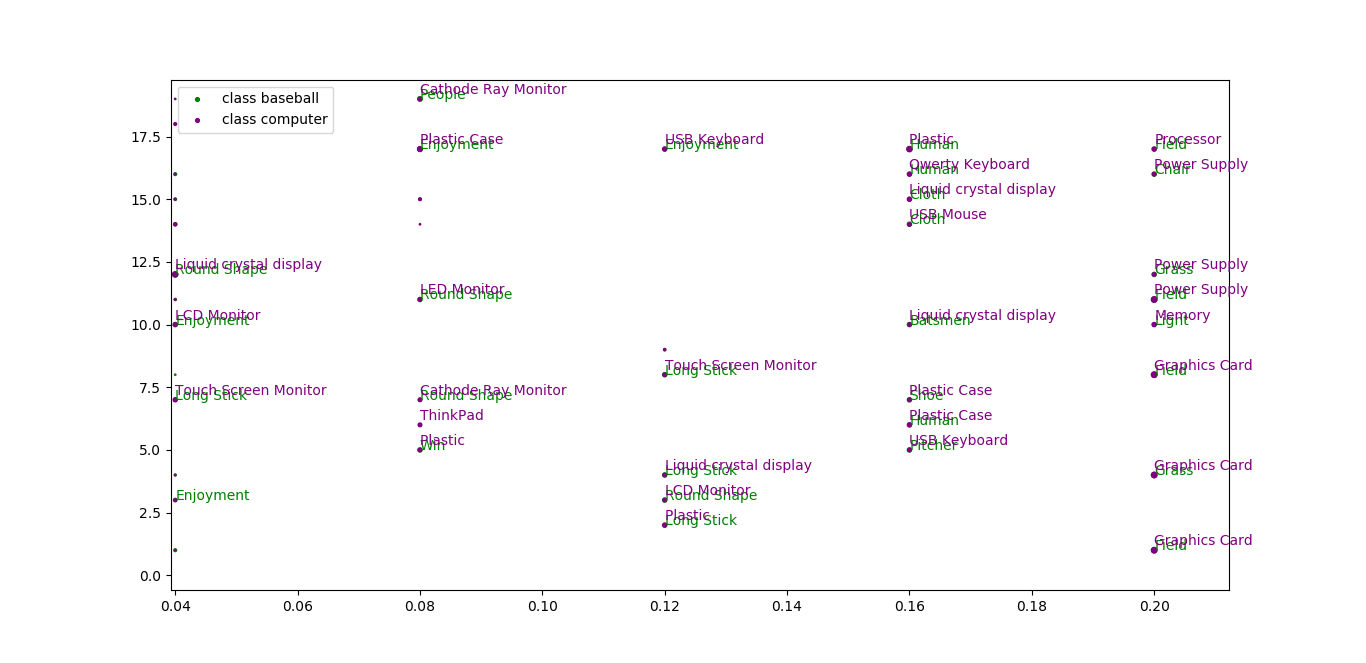 class baseball
class computer
Cathode Ray Monitor
People
Plastic Case
Enjoyment
USB Keyboard
Enjoyment
Plastic
Human
Processor
Field
Qwerty Keyboard
Human
Power Supply
Chair
Liquid crystal display
Cloth
USB Mouse
Cloth
Liquid crystal display
Round Shape
Power Supply
Grass
LED Monitor
Round Shape
Power Supply
Field
LCD Monitor
Enjoyment
Liquid crystal display
Batsmen
Memory
Light
Touch Screen Monitor
Long Stick
Graphics Card
Field
Touch Screen Monitor
Long Stick
Cathode Ray Monitor
Round Shape
Plastic Case
Shoe
ThinkPad
Plastic Case
Human
Plastic
Win
USB Keyboard
Pitcher
Liquid crystal display
Long Stick
Graphics Card
Grass
Enjoyment
LCD Monitor
Round Shape
Plastic
Long Stick
Graphics Card
Field
17.5
15.0
12.5
10.0
7.5
5.0
2.5
0.0
0.04 0.06 0.08 0.10 0.12 0.14 0.16 0.18 0.20